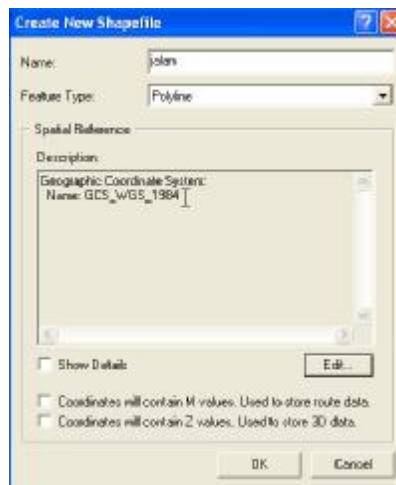 Create New Shapefile
Name: jalan
Feature Type: Polyline
Spatial Reference
Description:
Geographic Coordinate System:
Name: GCS_WGS_1984
Show Details
Edit...
Coordinates will contain M values. Used to store route data.
Coordinates will contain Z values. Used to store 3D data.
OK Cancel